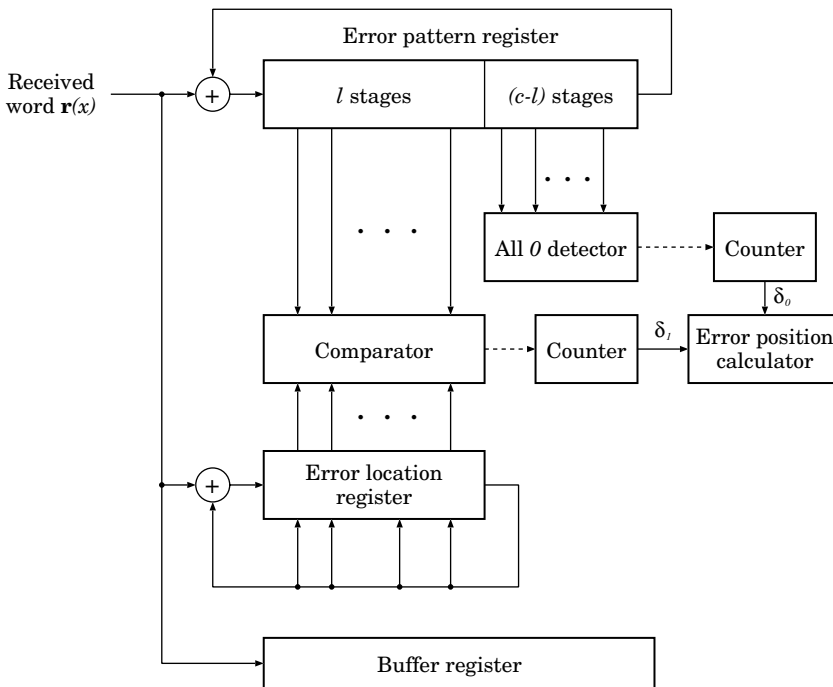 Error pattern register
Received
word r(x)
+
l stages
(c-l) stages
. . .
. . .
All 0 detector
Counter
δ0
Comparator
Counter
δ1
Error position
calculator
. . .
+
Error location
register
Buffer register